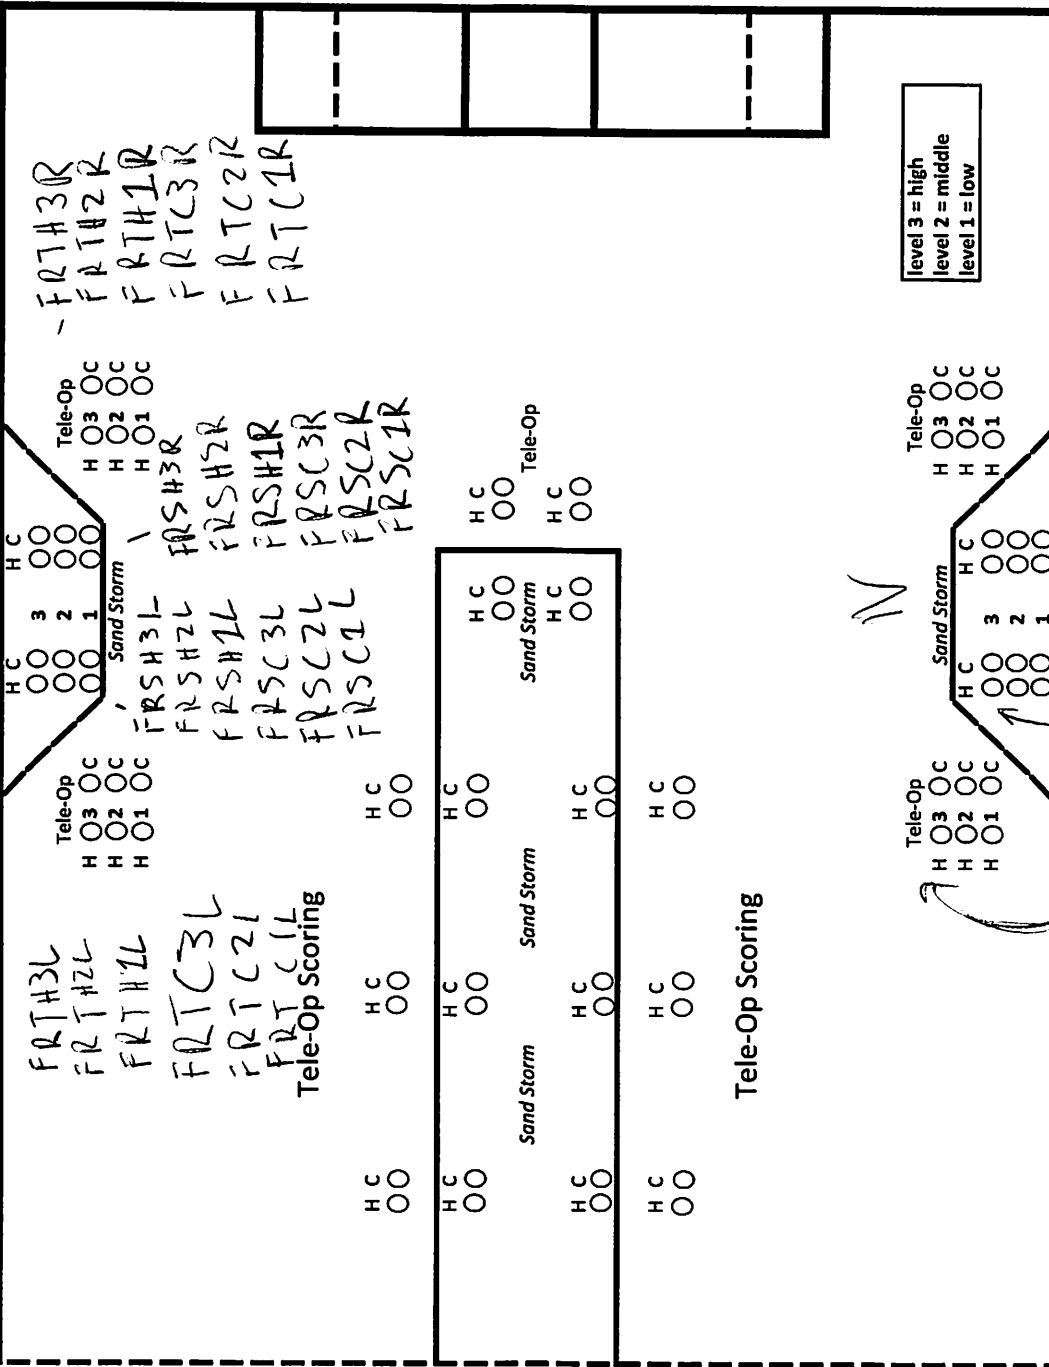 FRTH3L
FRTH2L
FRTH1L
FRTC3L
FRTC2L
FRTC1L
Tele-Op
H 3 C
H 2 C
H 1 C
H C H C
3
2
1
Sand Storm
FRSH3L
FRSH2L
FRSH1L
FRSC3L
FRSC2L
FRSC1L
FRSH3R
FRSH2R
FRSH1R
FRSC3R
FRSC2R
FRSC1R
Tele-Op
H 3 C
H 2 C
H 1 C
FRTH3R
FRTH2R
FRTH1R
FRTC3R
FRTC2R
FRTC1R
Tele-Op Scoring
H C H C H C
H C H C H C H C H C
Sand Storm Sand Storm Sand Storm Tele-Op
H C H C
H C H C H C
H C H C H C
Tele-Op Scoring
N
Tele-Op
H 3 C
H 2 C
H 1 C
Sand Storm
H C H C
3
2
1
Tele-Op
H 3 C
H 2 C
H 1 C
level 3 = high
level 2 = middle
level 1 = low